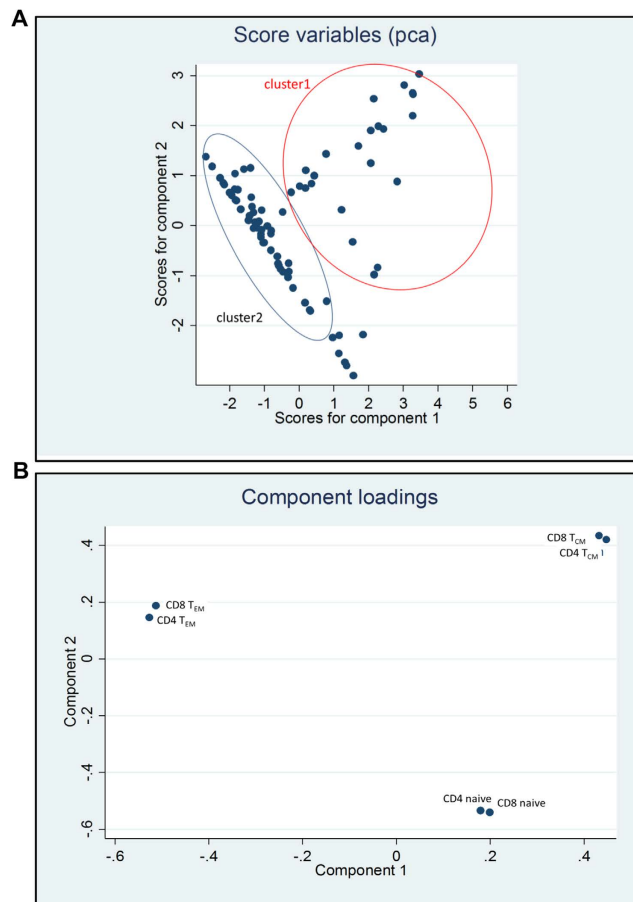 A
Score variables (pca)
cluster1
cluster2
Scores for component 2
3
2
1
0
-1
-2
-2 -1 0 1 2 3 4 5 6
Scores for component 1
B
Component loadings
CD8 TCM
CD4 TCM 1
CD8 TEM
CD4 TEM
CD4 naive
CD8 naive
Component 2
.4
.2
0
-.2
-.4
-.6
-.6 -.4 -.2 0 .2 .4
Component 1